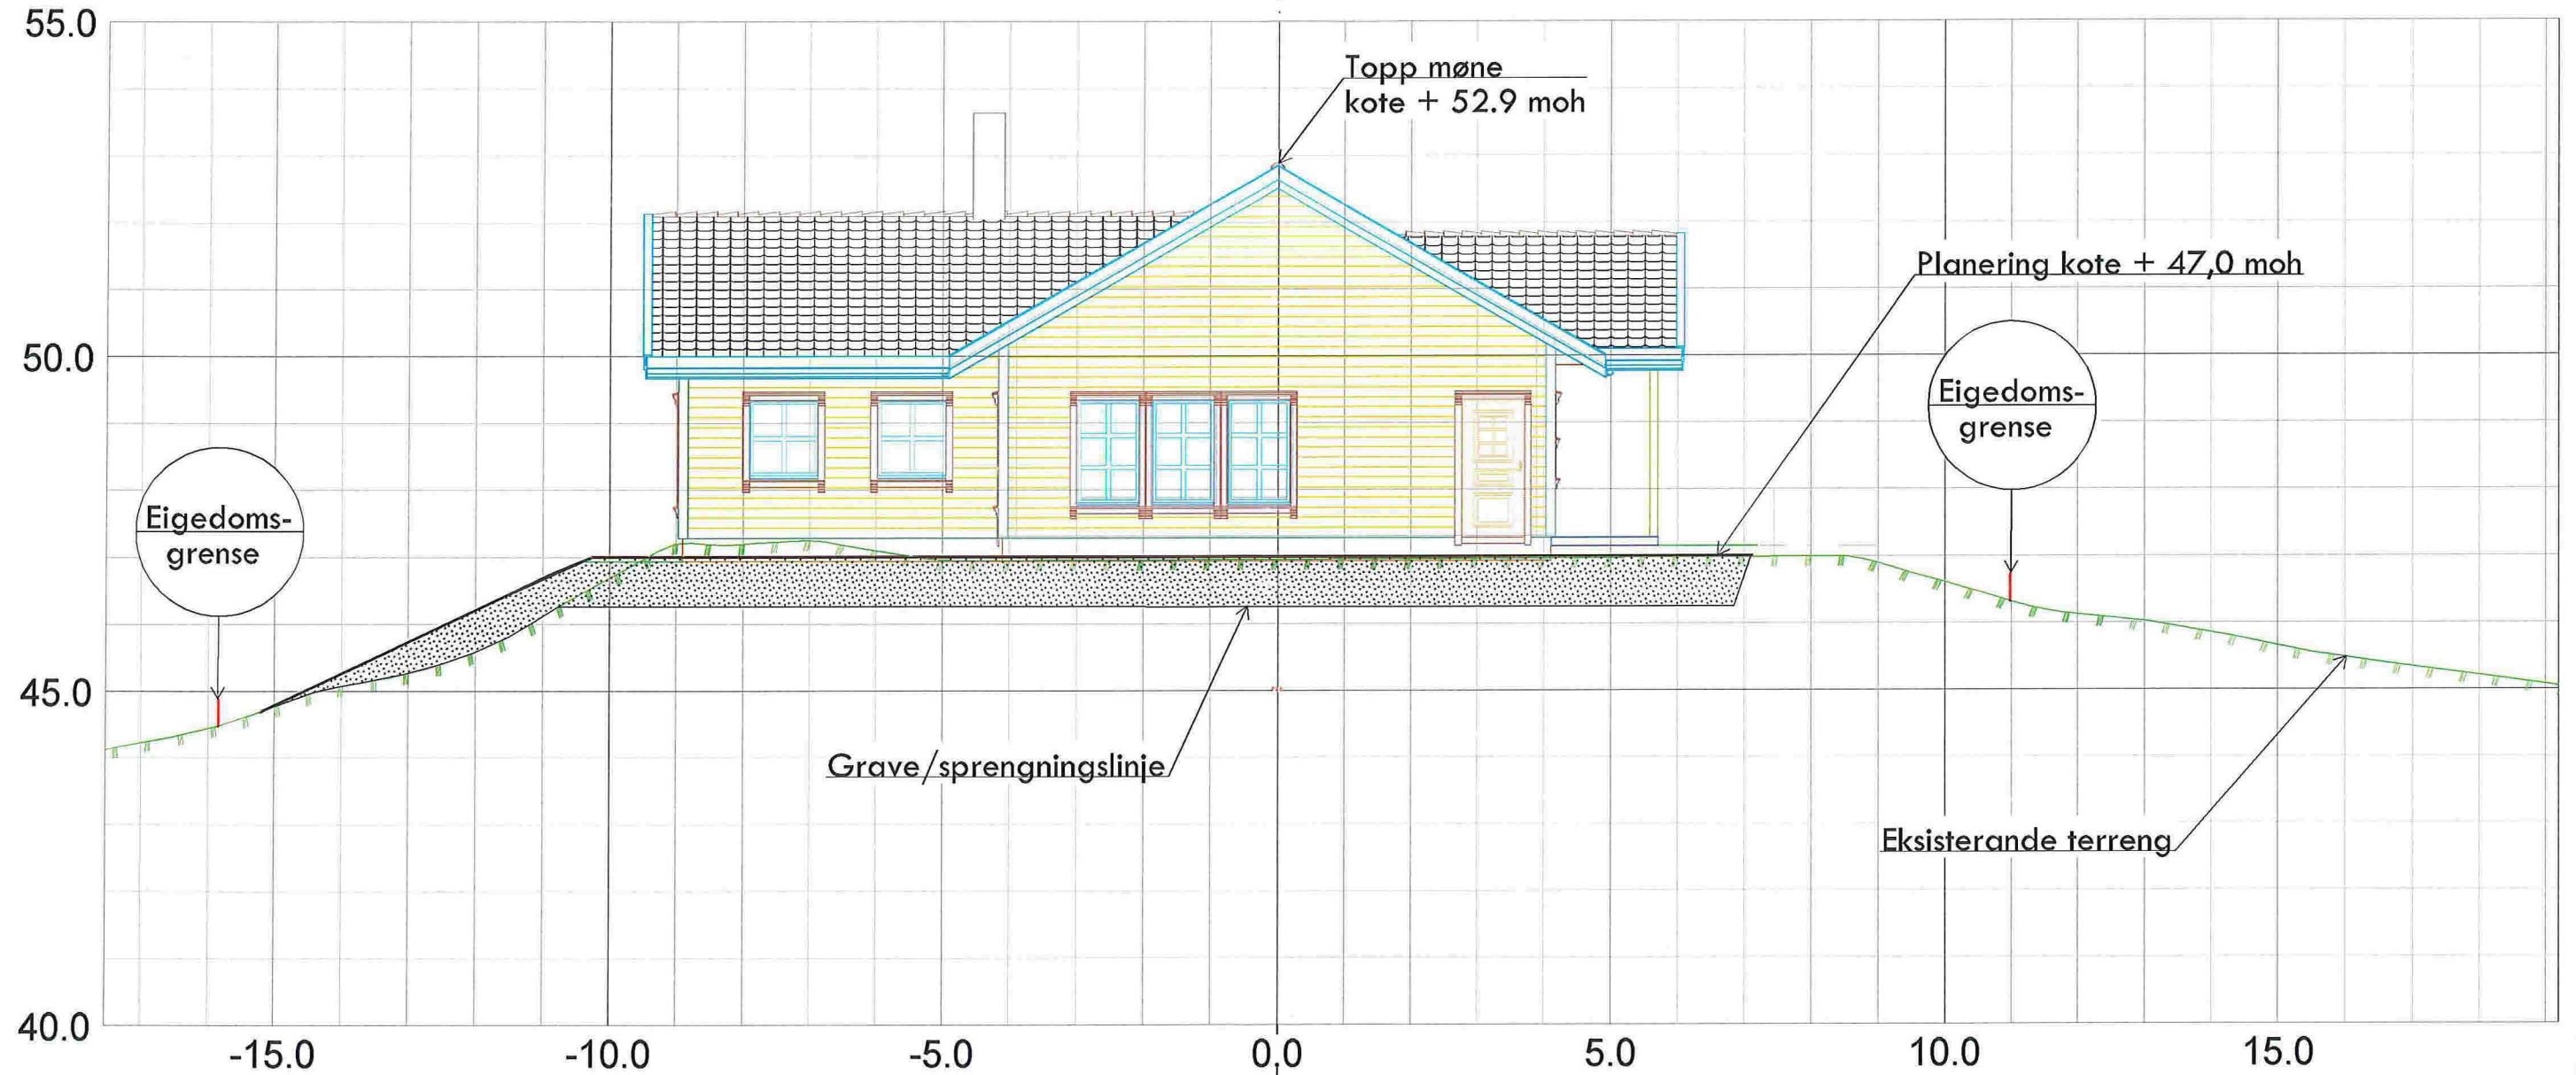 55.0
Topp møne
kote + 52.9 moh
Planering kote + 47,0 moh
50.0
Eigedoms-
grense
Eigedoms-
grense
45.0
Grave/sprengningslinje
Eksisterande terreng
40.0
-15.0 -10.0 -5.0 0,0 5.0 10.0 15.0